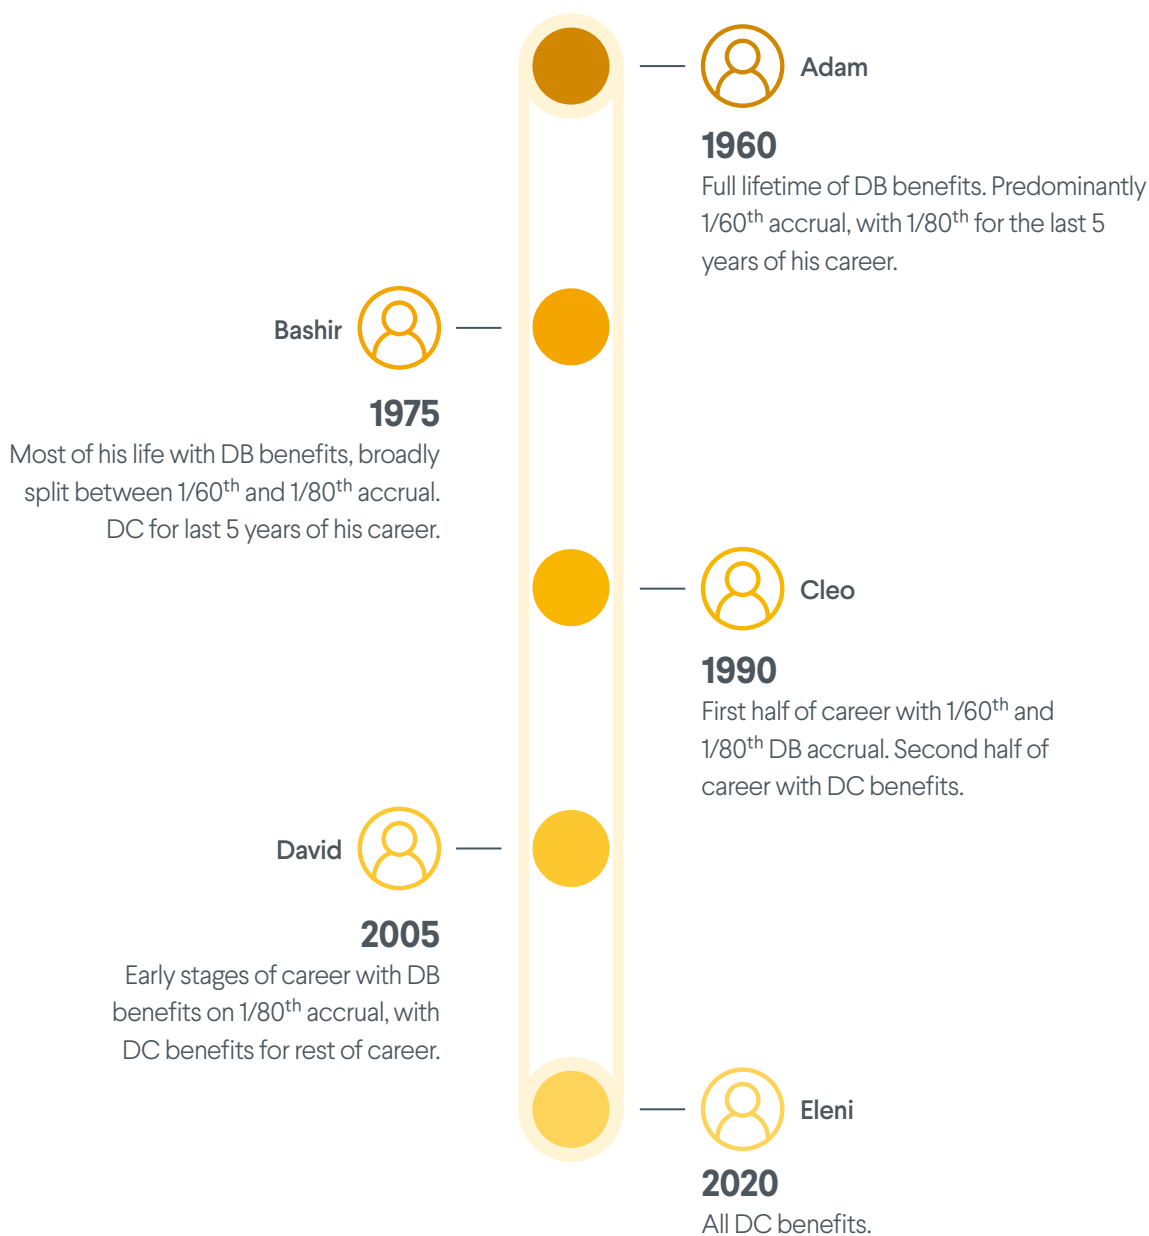 Adam
1960
Full lifetime of DB benefits. Predominantly
1/60th accrual, with 1/80th for the last 5
years of his career.
Bashir
1975
Most of his life with DB benefits, broadly
split between 1/60th and 1/80th accrual.
DC for last 5 years of his career.
Cleo
1990
First half of career with 1/60th and
1/80th DB accrual. Second half of
career with DC benefits.
David
2005
Early stages of career with DB
benefits on 1/80th accrual, with
DC benefits for rest of career.
Eleni
2020
All DC benefits.